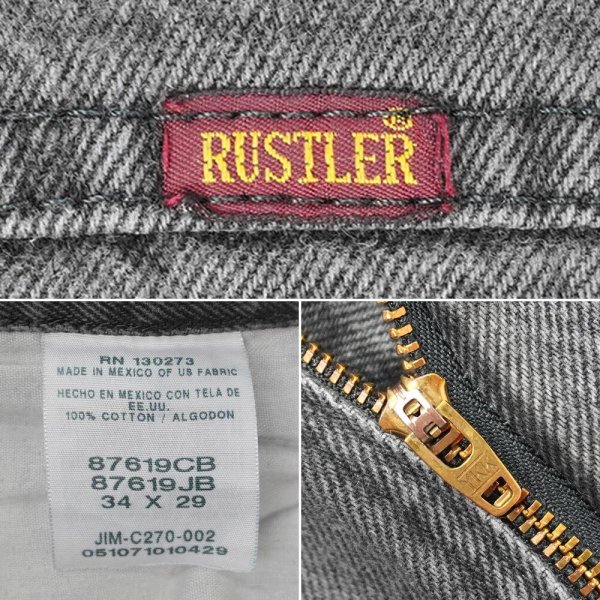 RUSTLER
®
RN 130273
MADE IN MEXICO OF US FABRIC
HECHO EN MEXICO CON TELA DE
EE.UU.
100% COTTON / ALGODON
87619CB
87619JB
34 X 29
JIM-C270-002
051071010429
YKK